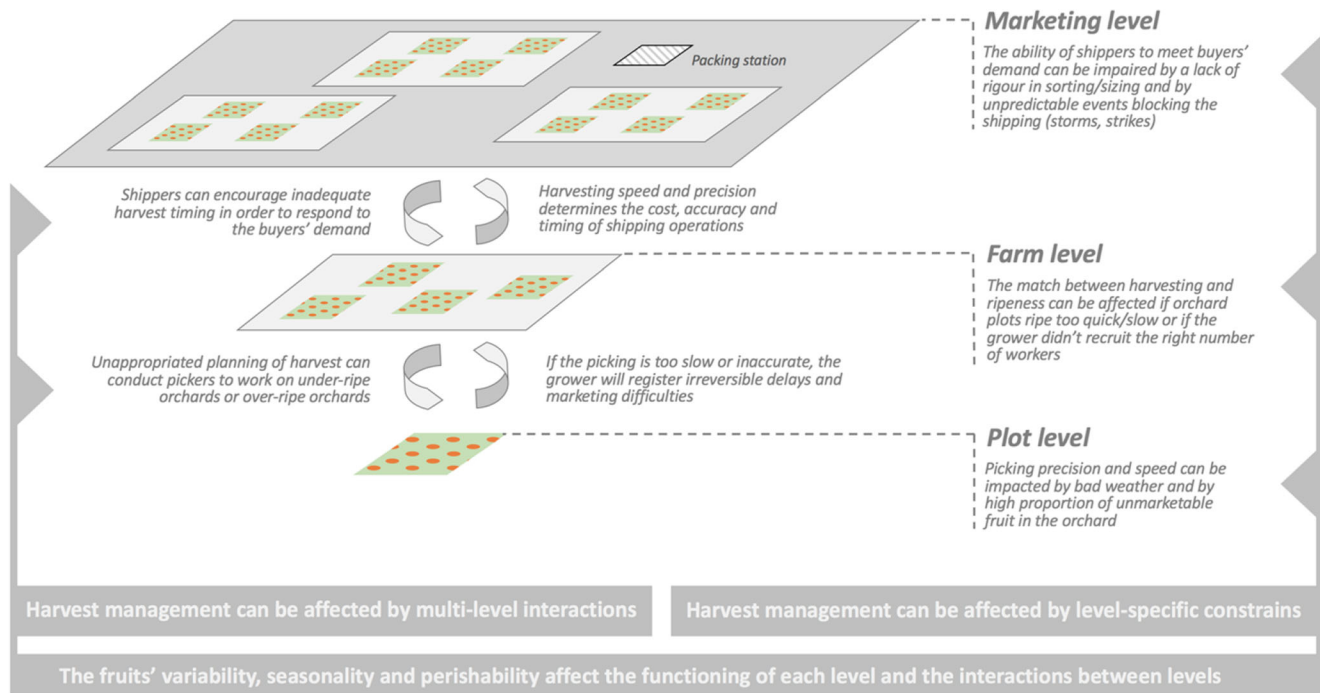 Marketing level
The ability of shippers to meet buyers'
demand can be impaired by a lack of
rigour in sorting/sizing and by
unpredictable events blocking the
shipping (storms, strikes)
Packing station
Shippers can encourage inadequate
harvest timing in order to respond to
the buyers' demand
Harvesting speed and precision
determines the cost, accuracy and
timing of shipping operations
Farm level
The match between harvesting and
ripeness can be affected if orchard
plots ripe too quick/slow or if the
grower didn't recruit the right number
of workers
Unappropriated planning of harvest can
conduct pickers to work on under-ripe
orchards or over-ripe orchards
If the picking is too slow or inaccurate, the
grower will register irreversible delays and
marketing difficulties
Plot level
Picking precision and speed can be
impacted by bad weather and by
high proportion of unmarketable
fruit in the orchard
Harvest management can be affected by multi-level interactions
Harvest management can be affected by level-specific constrains
The fruits' variability, seasonality and perishability affect the functioning of each level and the interactions between levels